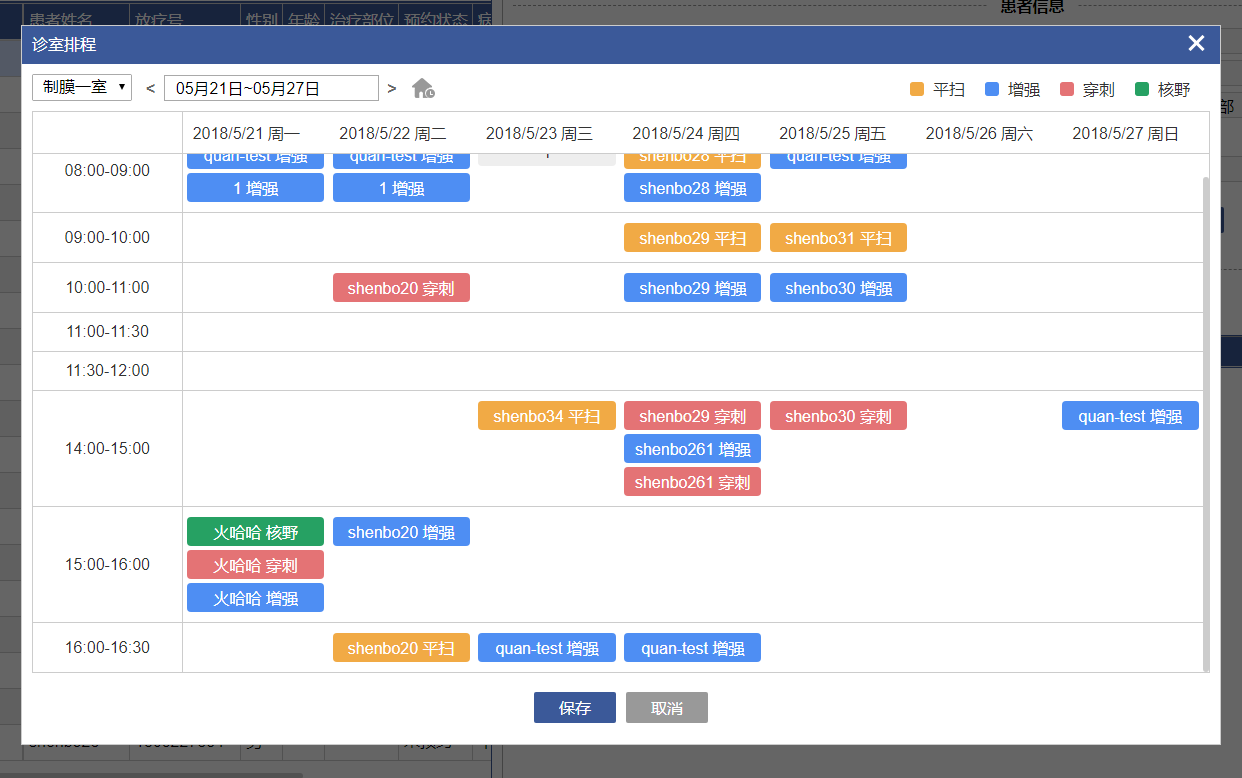 患者姓名 放疗号 性别 年龄 治疗部位 预约状态 病
患者信息
诊室排程
制膜一室 < 05月21日~05月27日 > 平扫 增强 穿刺 核野
部
2018/5/21 周一 2018/5/22 周二 2018/5/23 周三 2018/5/24 周四 2018/5/25 周五 2018/5/26 周六 2018/5/27 周日
quan-test 增强 quan-test 增强 shenbo28 平扫 quan-test 增强
08:00-09:00
1 增强 1 增强 shenbo28 增强
09:00-10:00 shenbo29 平扫 shenbo31 平扫
10:00-11:00 shenbo20 穿刺 shenbo29 增强 shenbo30 增强
11:00-11:30
11:30-12:00
shenbo34 平扫 shenbo29 穿刺 shenbo30 穿刺 quan-test 增强
14:00-15:00 shenbo261 增强
shenbo261 穿刺
火哈哈 核野 shenbo20 增强
15:00-16:00 火哈哈 穿刺
火哈哈 增强
16:00-16:30 shenbo20 平扫 quan-test 增强 quan-test 增强
保存 取消